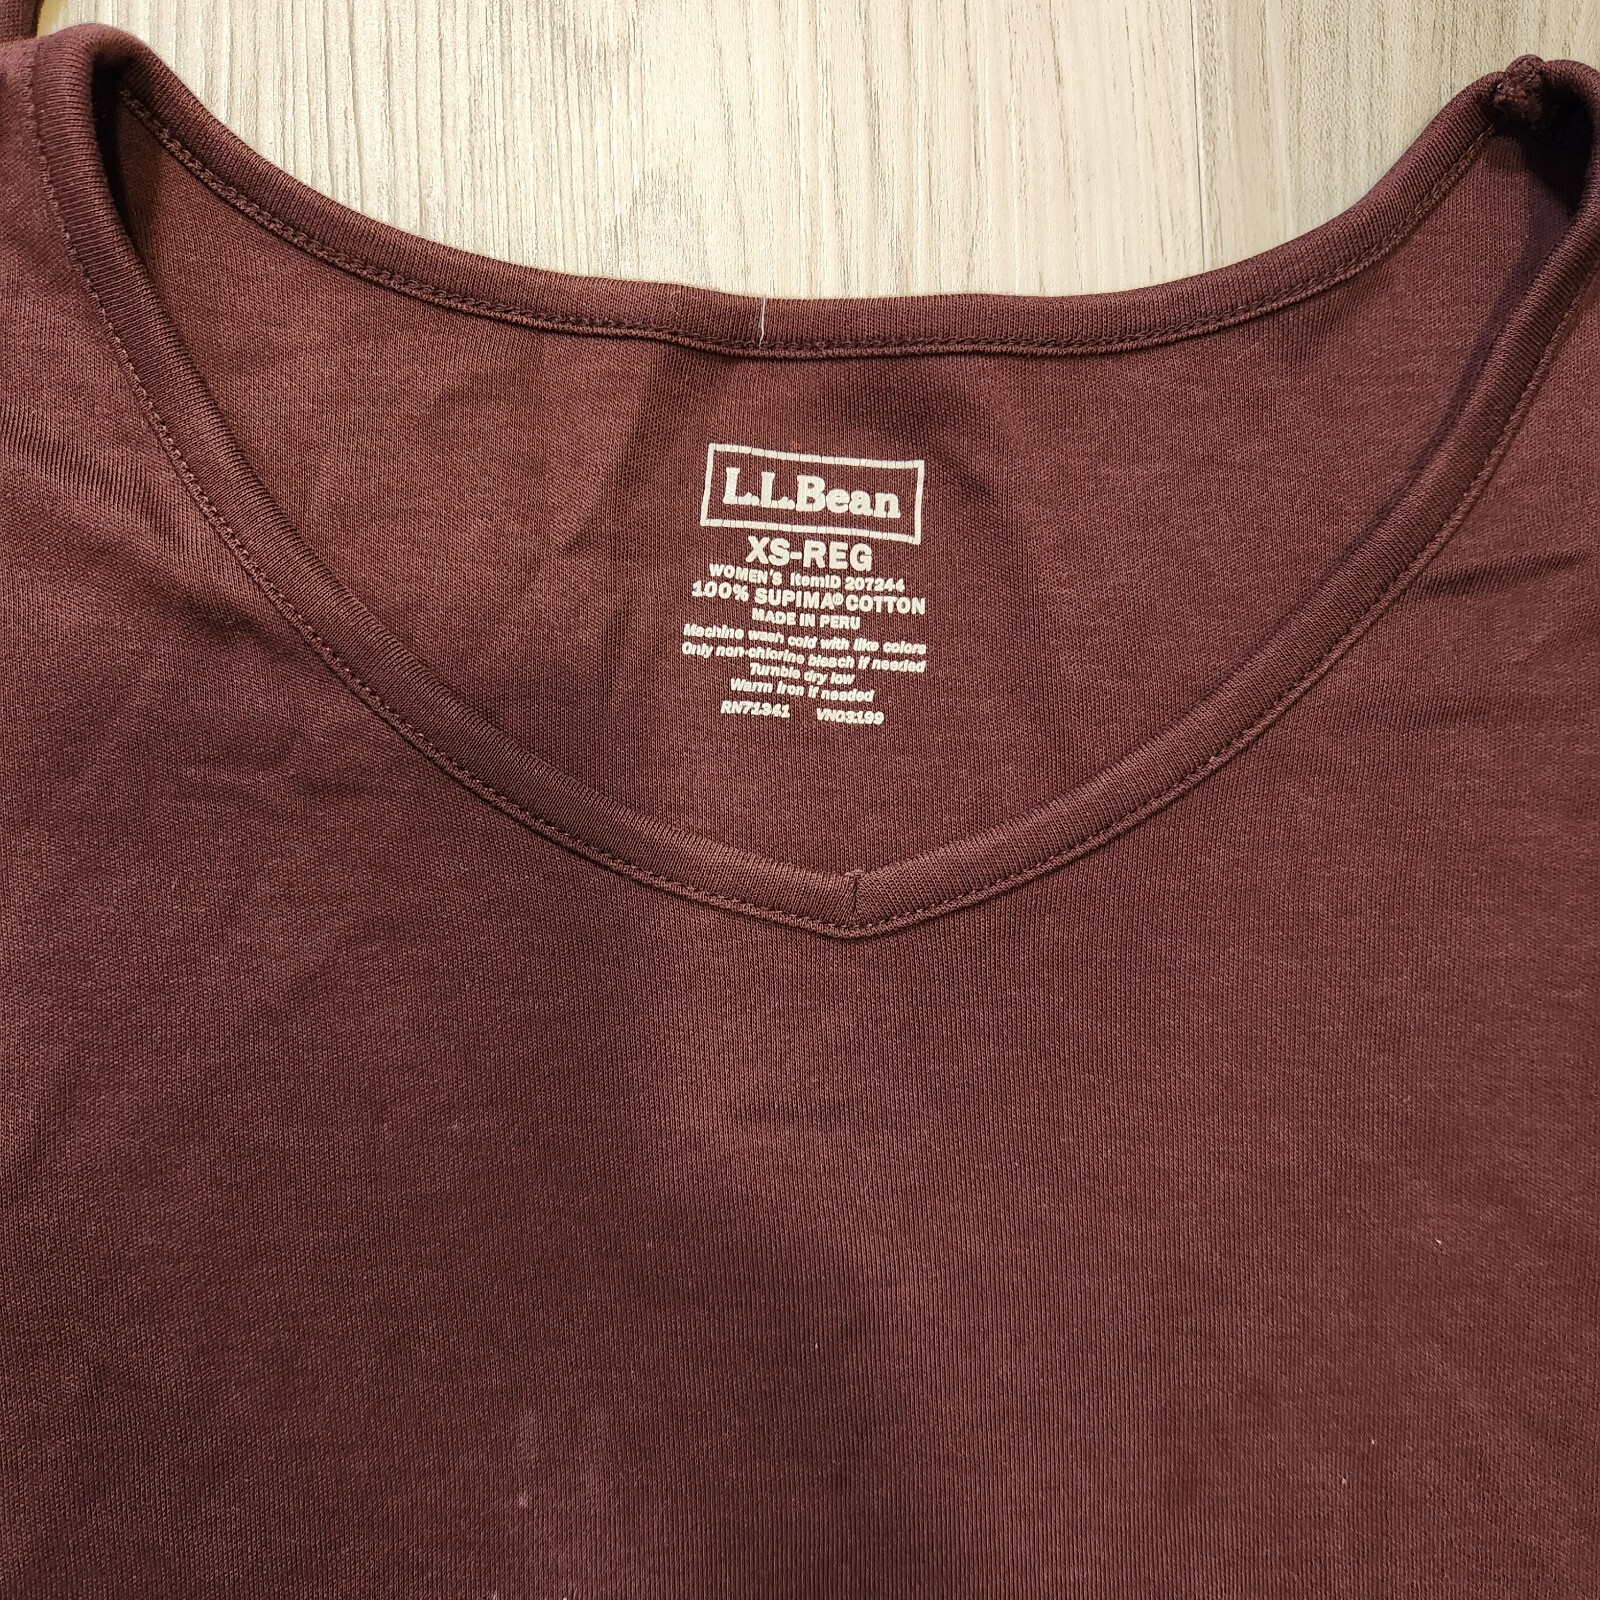 L.L.Bean
XS-REG
WOMEN'S ItemID 207244
100% SUPIMA® COTTON
MADE IN PERU
Machine wash cold with like colors
Only non-chlorine bleach if needed
Tumble dry low
Warm iron if needed
RN71341 VN03199